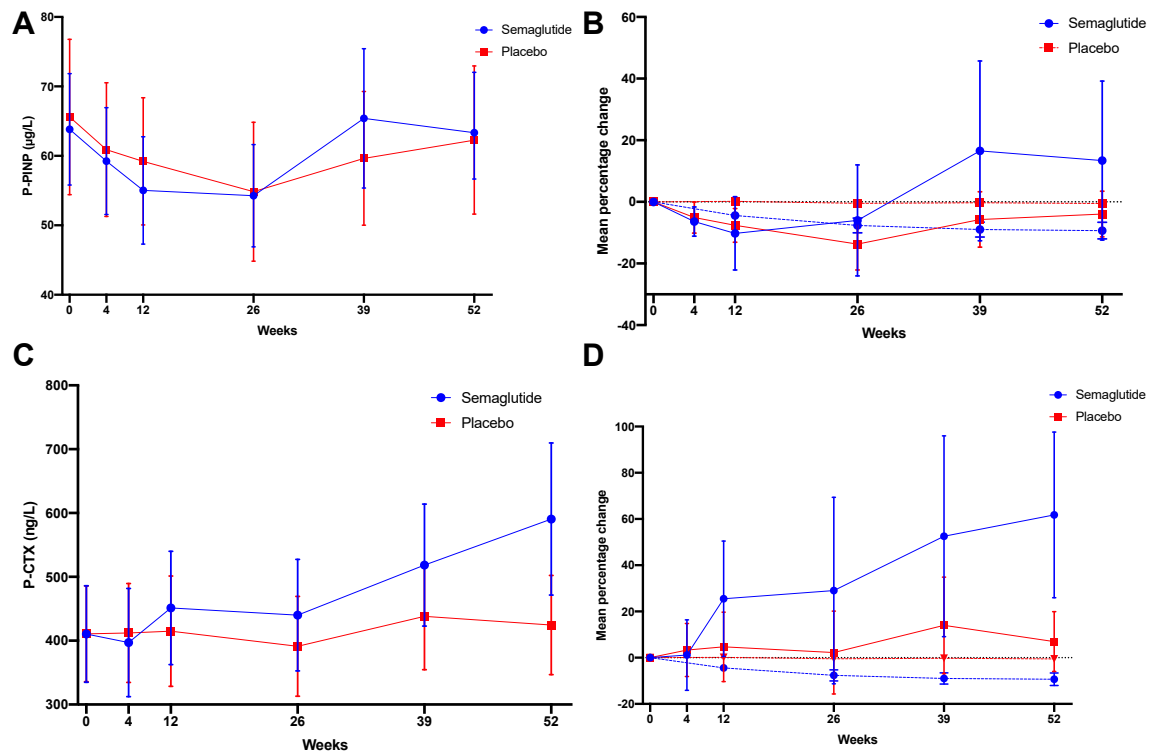 A
P-PINP (µg/L)
80
70
60
50
40
0 4 12 26 39 52
Weeks
Semaglutide
Placebo
B
Mean percentage change
60
40
20
0
-20
-40
0 4 12 26 39 52
Weeks
Semaglutide
Placebo
C
P-CTX (ng/L)
800
700
600
500
400
300
0 4 12 26 39 52
Weeks
Semaglutide
Placebo
D
Mean percentage change
100
80
60
40
20
0
-20
0 4 12 26 39 52
Weeks
Semaglutide
Placebo